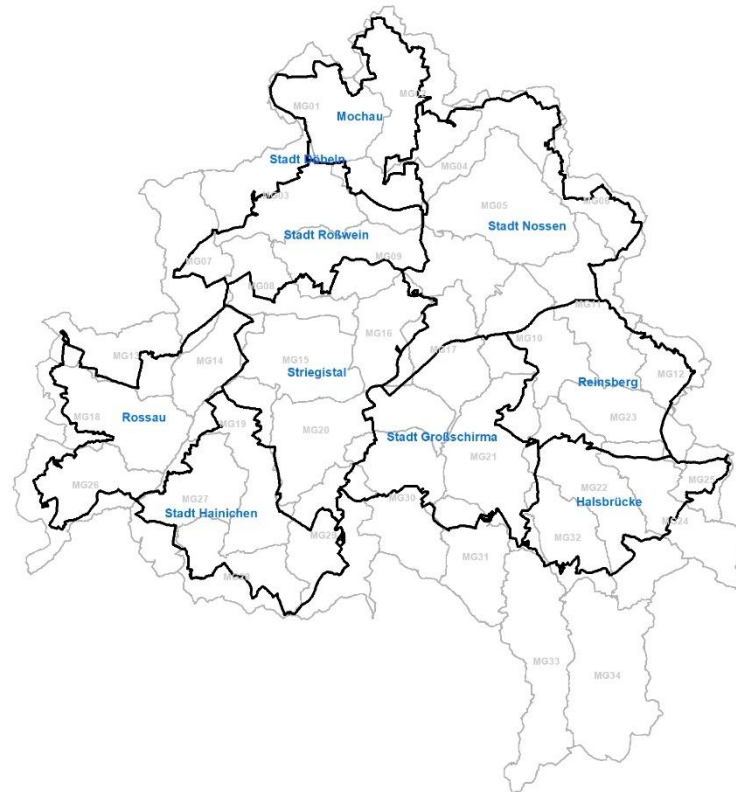 MG01
MG02
Mochau
Stadt Döbeln
MG04
MG03
MG05
MG06
Stadt Roßwein
Stadt Nossen
MG07
MG09
MG08
MG11
MG13
MG14
MG15
MG16
MG17
MG10
MG12
Striegistal
Reinsberg
Rossau
MG18
MG19
MG20
MG23
Stadt Großschirma
MG21
MG26
MG27
MG22
MG25
Stadt Hainichen
MG30
Halsbrücke
MG24
MG29
MG32
MG31
MG33
MG34